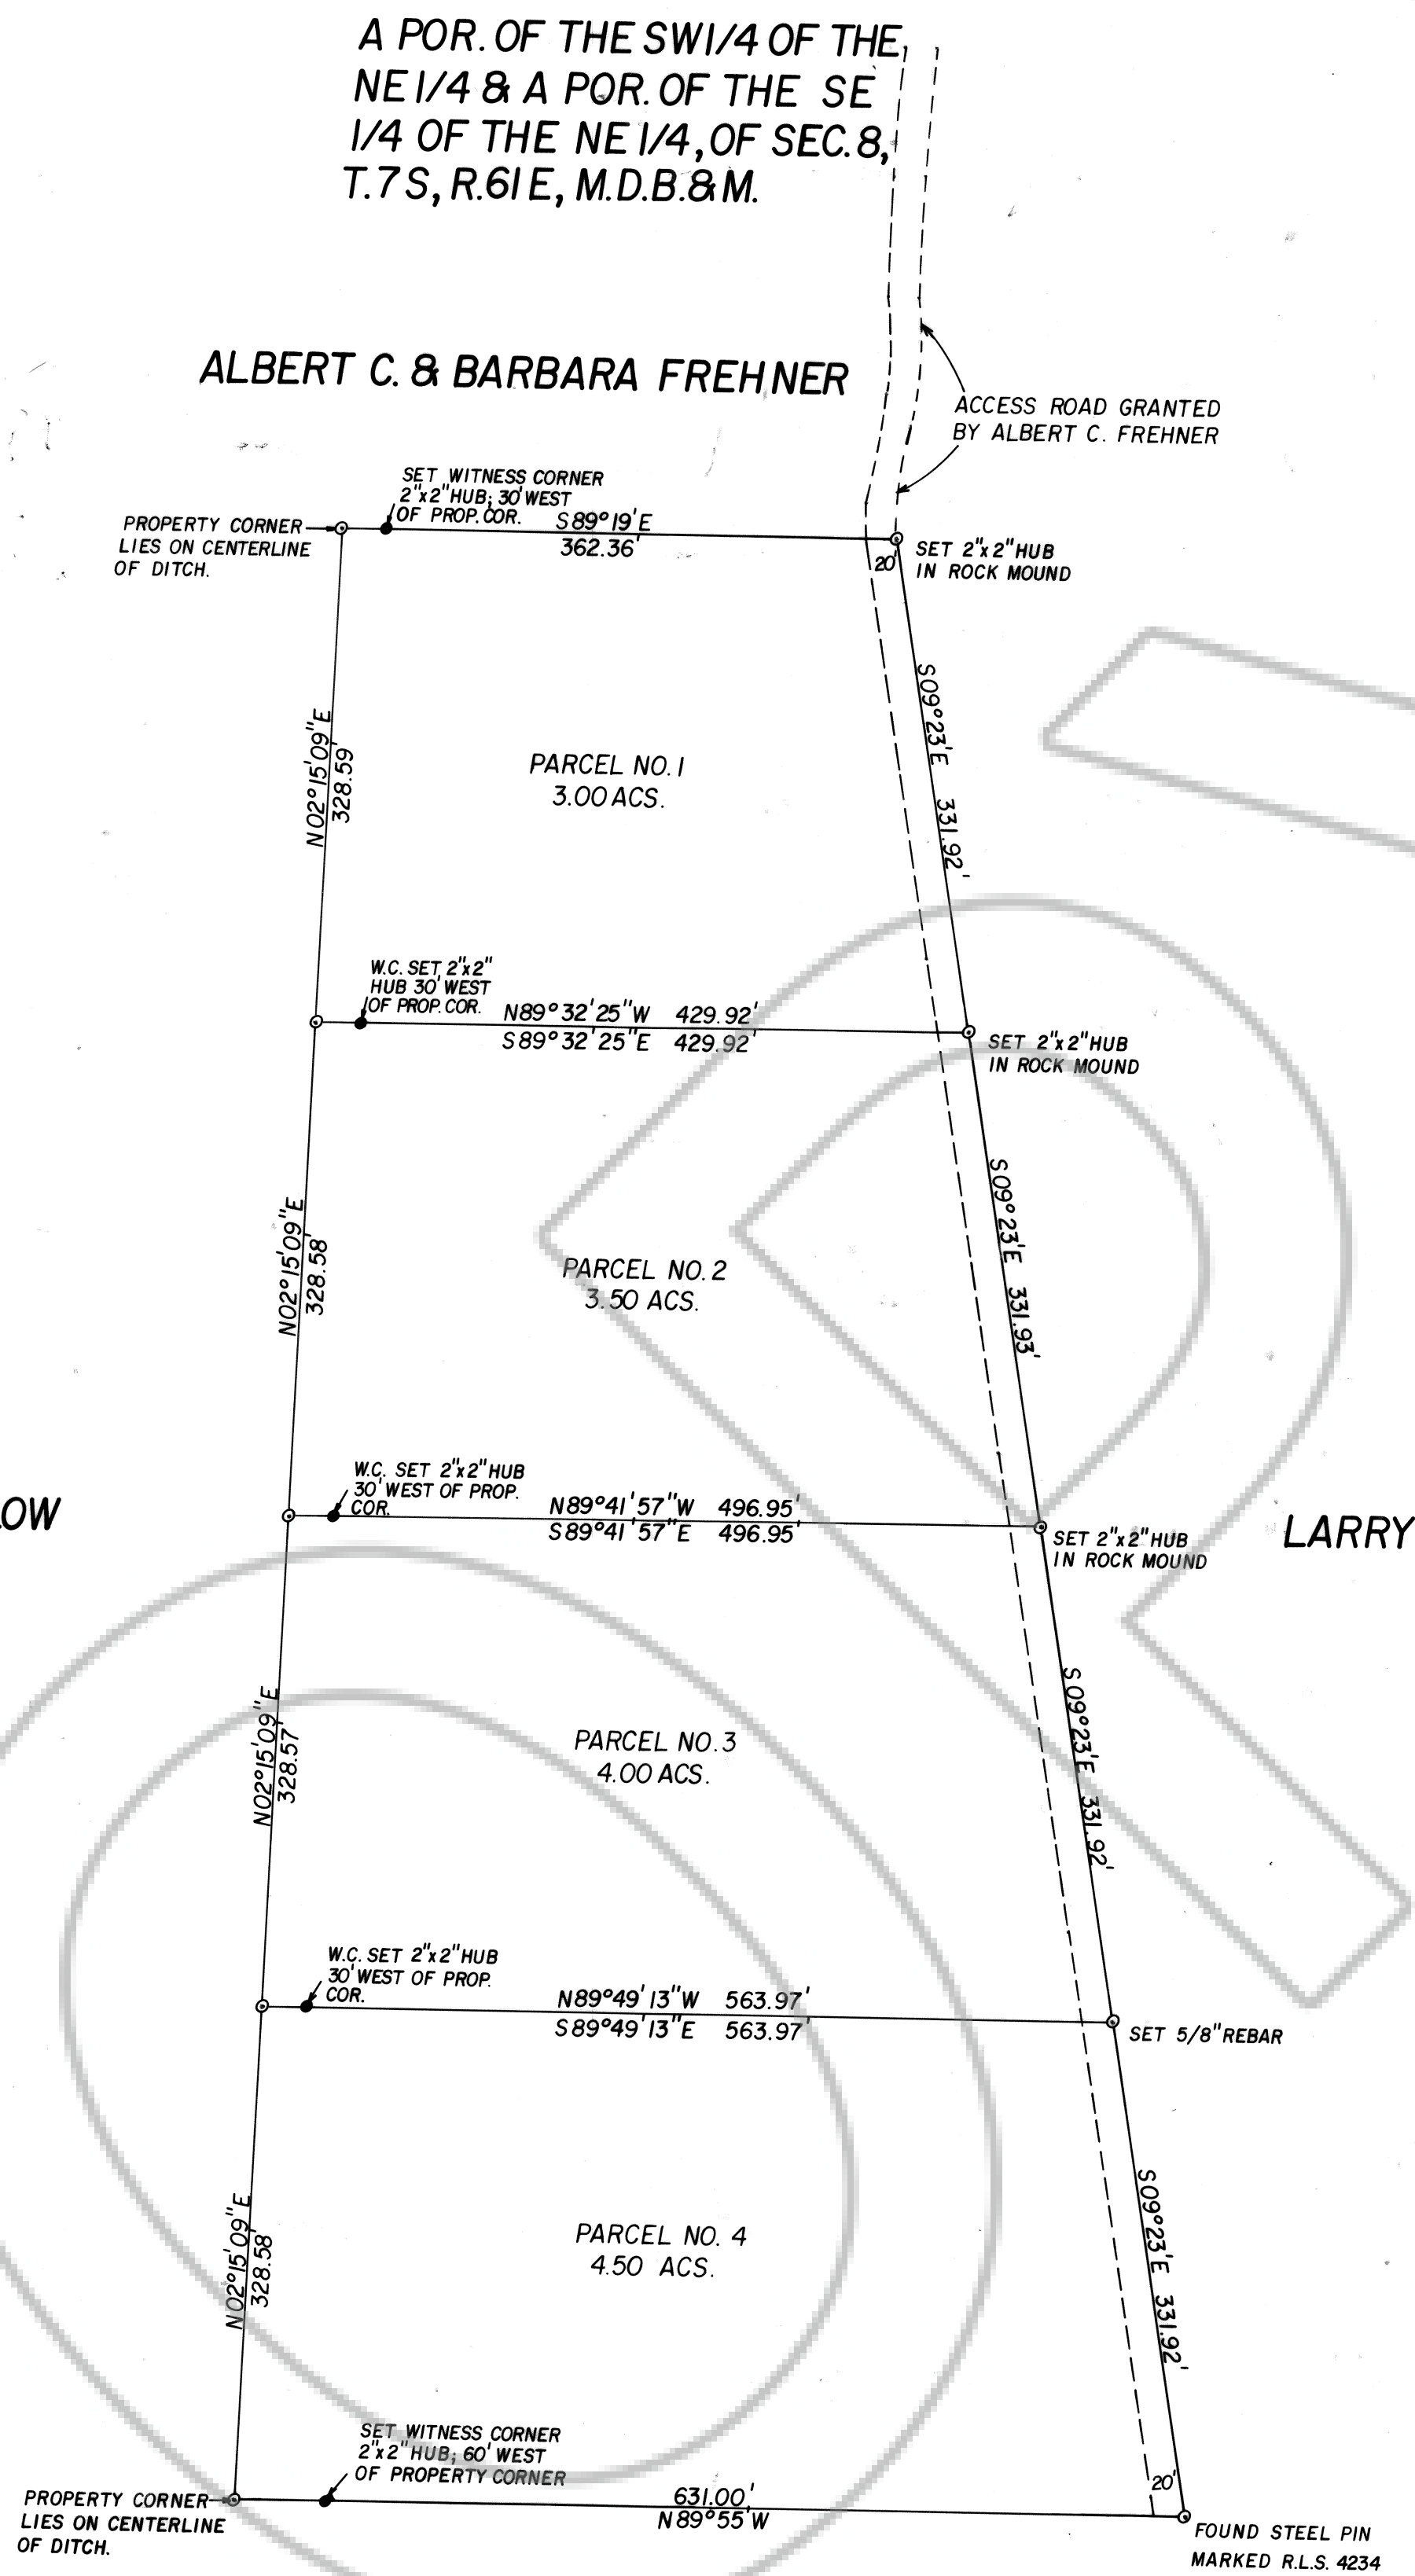 A POR. OF THE SW1/4 OF THE
NE1/4 & A POR. OF THE SE
1/4 OF THE NE 1/4, OF SEC. 8,
T.7S, R.61E, M.D.B.&M.
ALBERT C. & BARBARA FREHNER
ACCESS ROAD GRANTED
BY ALBERT C. FREHNER
SET WITNESS CORNER
2"x2" HUB; 30' WEST
OF PROP. COR.
S89°19'E
362.36'
PROPERTY CORNER
LIES ON CENTERLINE
OF DITCH.
20'
SET 2"x2" HUB
IN ROCK MOUND
S09°23'E 331.92'
N02°15'09"E
328.59'
PARCEL NO. 1
3.00 ACS.
W.C. SET 2"x2"
HUB 30' WEST
OF PROP. COR.
N89°32'25"W 429.92'
S89°32'25"E 429.92'
SET 2"x2" HUB
IN ROCK MOUND
S09°23'E 331.93'
N02°15'09"E
328.58'
PARCEL NO. 2
3.50 ACS.
W.C. SET 2"x2" HUB
30' WEST OF PROP.
COR.
N89°41'57"W 496.95'
S89°41'57"E 496.95'
OW
LARRY
SET 2"x2" HUB
IN ROCK MOUND
S09°23'E 331.92'
N02°15'09"E
328.57'
PARCEL NO. 3
4.00 ACS.
W.C. SET 2"x2" HUB
30' WEST OF PROP.
COR.
N89°49'13"W 563.97'
S89°49'13"E 563.97'
SET 5/8" REBAR
S09°23'E 331.92'
N02°15'09"E
328.58'
PARCEL NO. 4
4.50 ACS.
SET WITNESS CORNER
2"x2" HUB; 60' WEST
OF PROPERTY CORNER
631.00'
N89°55'W
20'
PROPERTY CORNER
LIES ON CENTERLINE
OF DITCH.
FOUND STEEL PIN
MARKED R.L.S. 4234